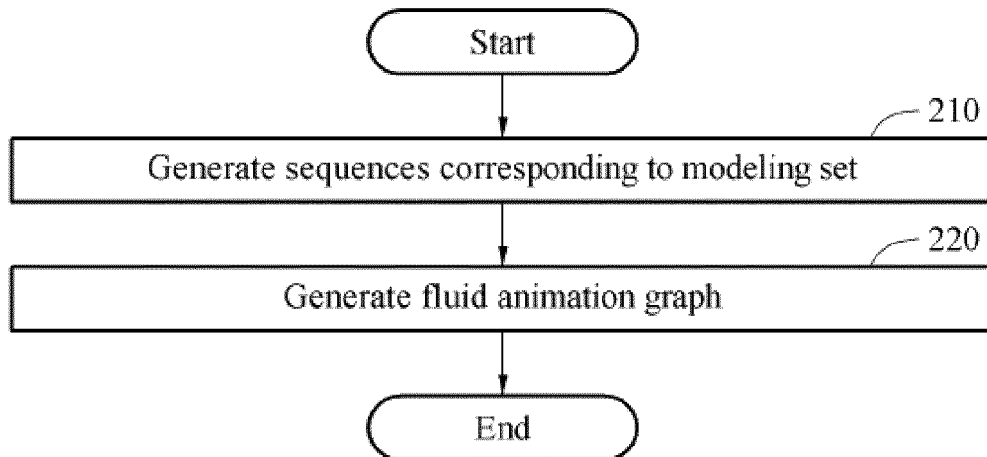 Start
210
Generate sequences corresponding to modeling set
220
Generate fluid animation graph
End